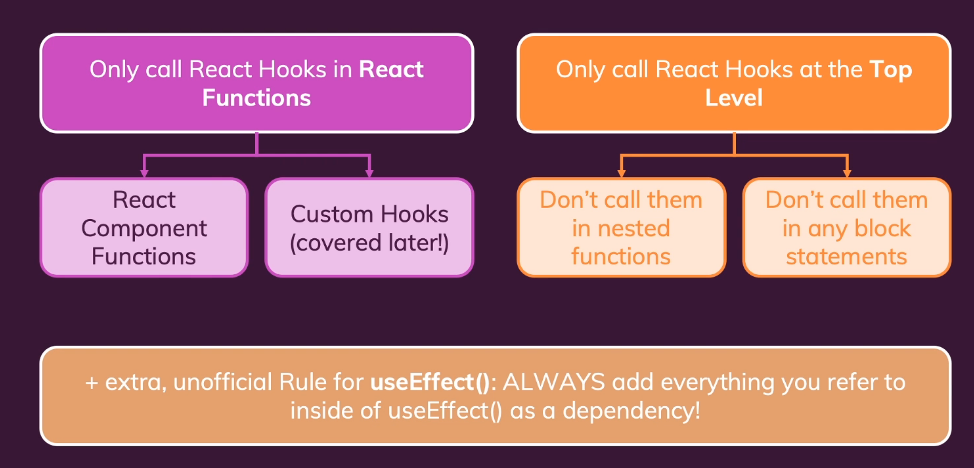 Only call React Hooks in React
Functions
Only call React Hooks at the Top
Level
React
Component
Functions
Custom Hooks
(covered later!)
Don't call them
in nested
functions
Don't call them
in any block
statements
+ extra, unofficial Rule for useEffect(): ALWAYS add everything you refer to
inside of useEffect() as a dependency!